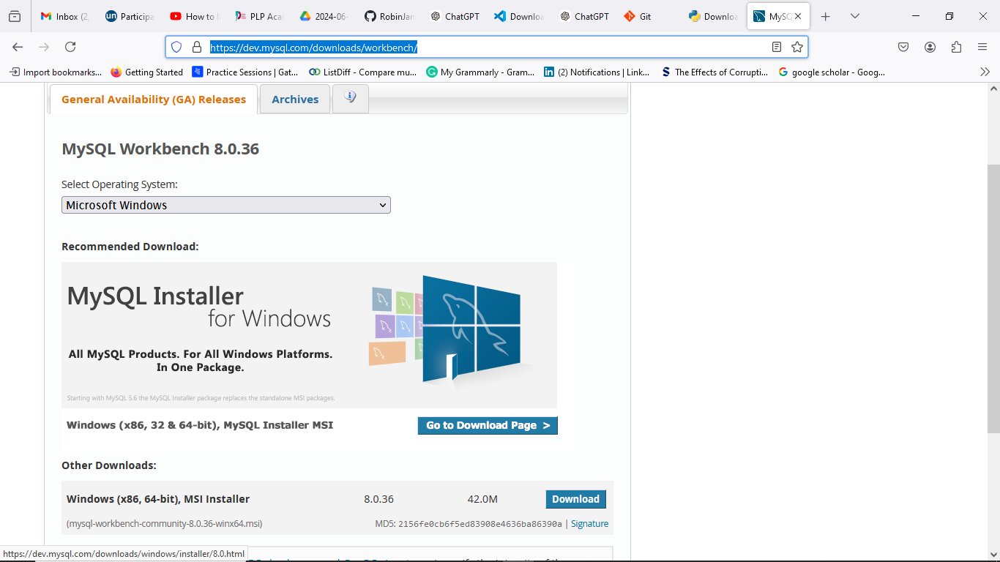 Inbox (2,
Participa
How to I
PLP Aca
2024-06-
RobinJan
ChatGPT
Downloa
ChatGPT
Git
Downloa
MySQ
https://dev.mysql.com/downloads/workbench/
Import bookmarks...
Getting Started
Practice Sessions | Gat...
ListDiff - Compare mu...
My Grammarly - Gram...
(2) Notifications | Link...
The Effects of Corrupti...
google scholar - Goog...
General Availability (GA) Releases
Archives
MySQL Workbench 8.0.36
Select Operating System:
Microsoft Windows
Recommended Download:
MySQL Installer
for Windows
All MySQL Products. For All Windows Platforms.
In One Package.
Starting with MySQL 5.6 the MySQL Installer package replaces the standalone MSI packages.
Windows (x86, 32 & 64-bit), MySQL Installer MSI
Go to Download Page >
Other Downloads:
Windows (x86, 64-bit), MSI Installer
8.0.36
42.0M
Download
(mysql-workbench-community-8.0.36-winx64.msi)
MD5: 2156fe0cb6f5ed83908e4636ba86390a | Signature
https://dev.mysql.com/downloads/windows/installer/8.0.html